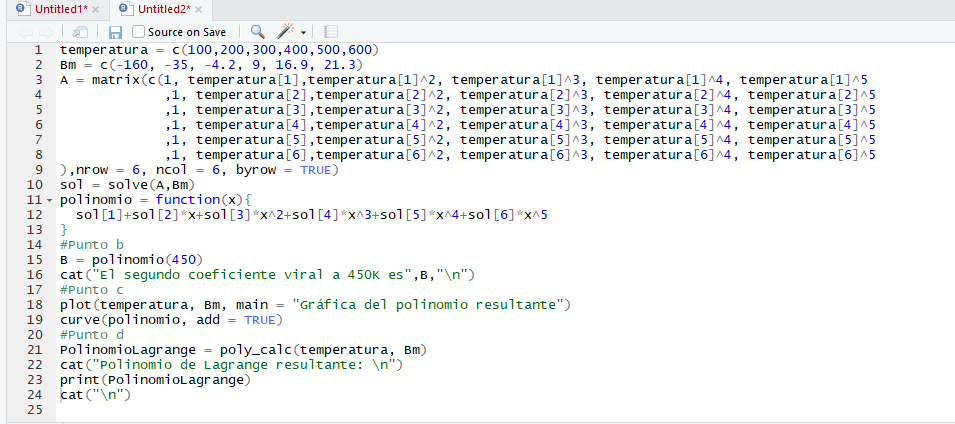 Untitled1* × Untitled2* ×
Source on Save
1 temperatura = c(100,200,300,400,500,600)
2 Bm = c(-160, -35, -4.2, 9, 16.9, 21.3)
3 A = matrix(c(1, temperatura[1],temperatura[1]^2, temperatura[1]^3, temperatura[1]^4, temperatura[1]^5
4 ,1, temperatura[2],temperatura[2]^2, temperatura[2]^3, temperatura[2]^4, temperatura[2]^5
5 ,1, temperatura[3],temperatura[3]^2, temperatura[3]^3, temperatura[3]^4, temperatura[3]^5
6 ,1, temperatura[4],temperatura[4]^2, temperatura[4]^3, temperatura[4]^4, temperatura[4]^5
7 ,1, temperatura[5],temperatura[5]^2, temperatura[5]^3, temperatura[5]^4, temperatura[5]^5
8 ,1, temperatura[6],temperatura[6]^2, temperatura[6]^3, temperatura[6]^4, temperatura[6]^5
9 ),nrow = 6, ncol = 6, byrow = TRUE)
10 sol = solve(A,Bm)
11 polinomio = function(x){
12 sol[1]+sol[2]*x+sol[3]*x^2+sol[4]*x^3+sol[5]*x^4+sol[6]*x^5
13 }
14 #Punto b
15 B = polinomio(450)
16 cat("El segundo coeficiente viral a 450K es",B,"\n")
17 #Punto c
18 plot(temperatura, Bm, main = "Gráfica del polinomio resultante")
19 curve(polinomio, add = TRUE)
20 #Punto d
21 PolinomioLagrange = poly_calc(temperatura, Bm)
22 cat("Polinomio de Lagrange resultante: \n")
23 print(PolinomioLagrange)
24 cat("\n")
25